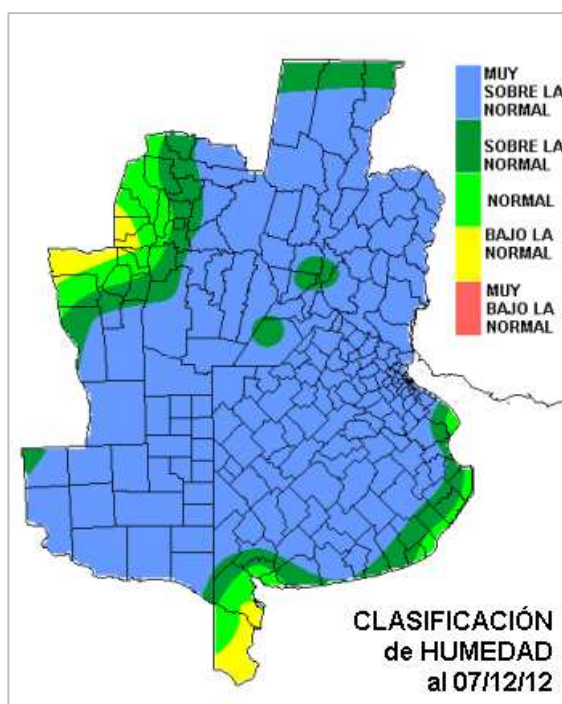 MUY
SOBRE LA
NORMAL
SOBRE LA
NORMAL
NORMAL
BAJO LA
NORMAL
MUY
BAJO LA
NORMAL
CLASIFICACIÓN
de HUMEDAD
al 07/12/12